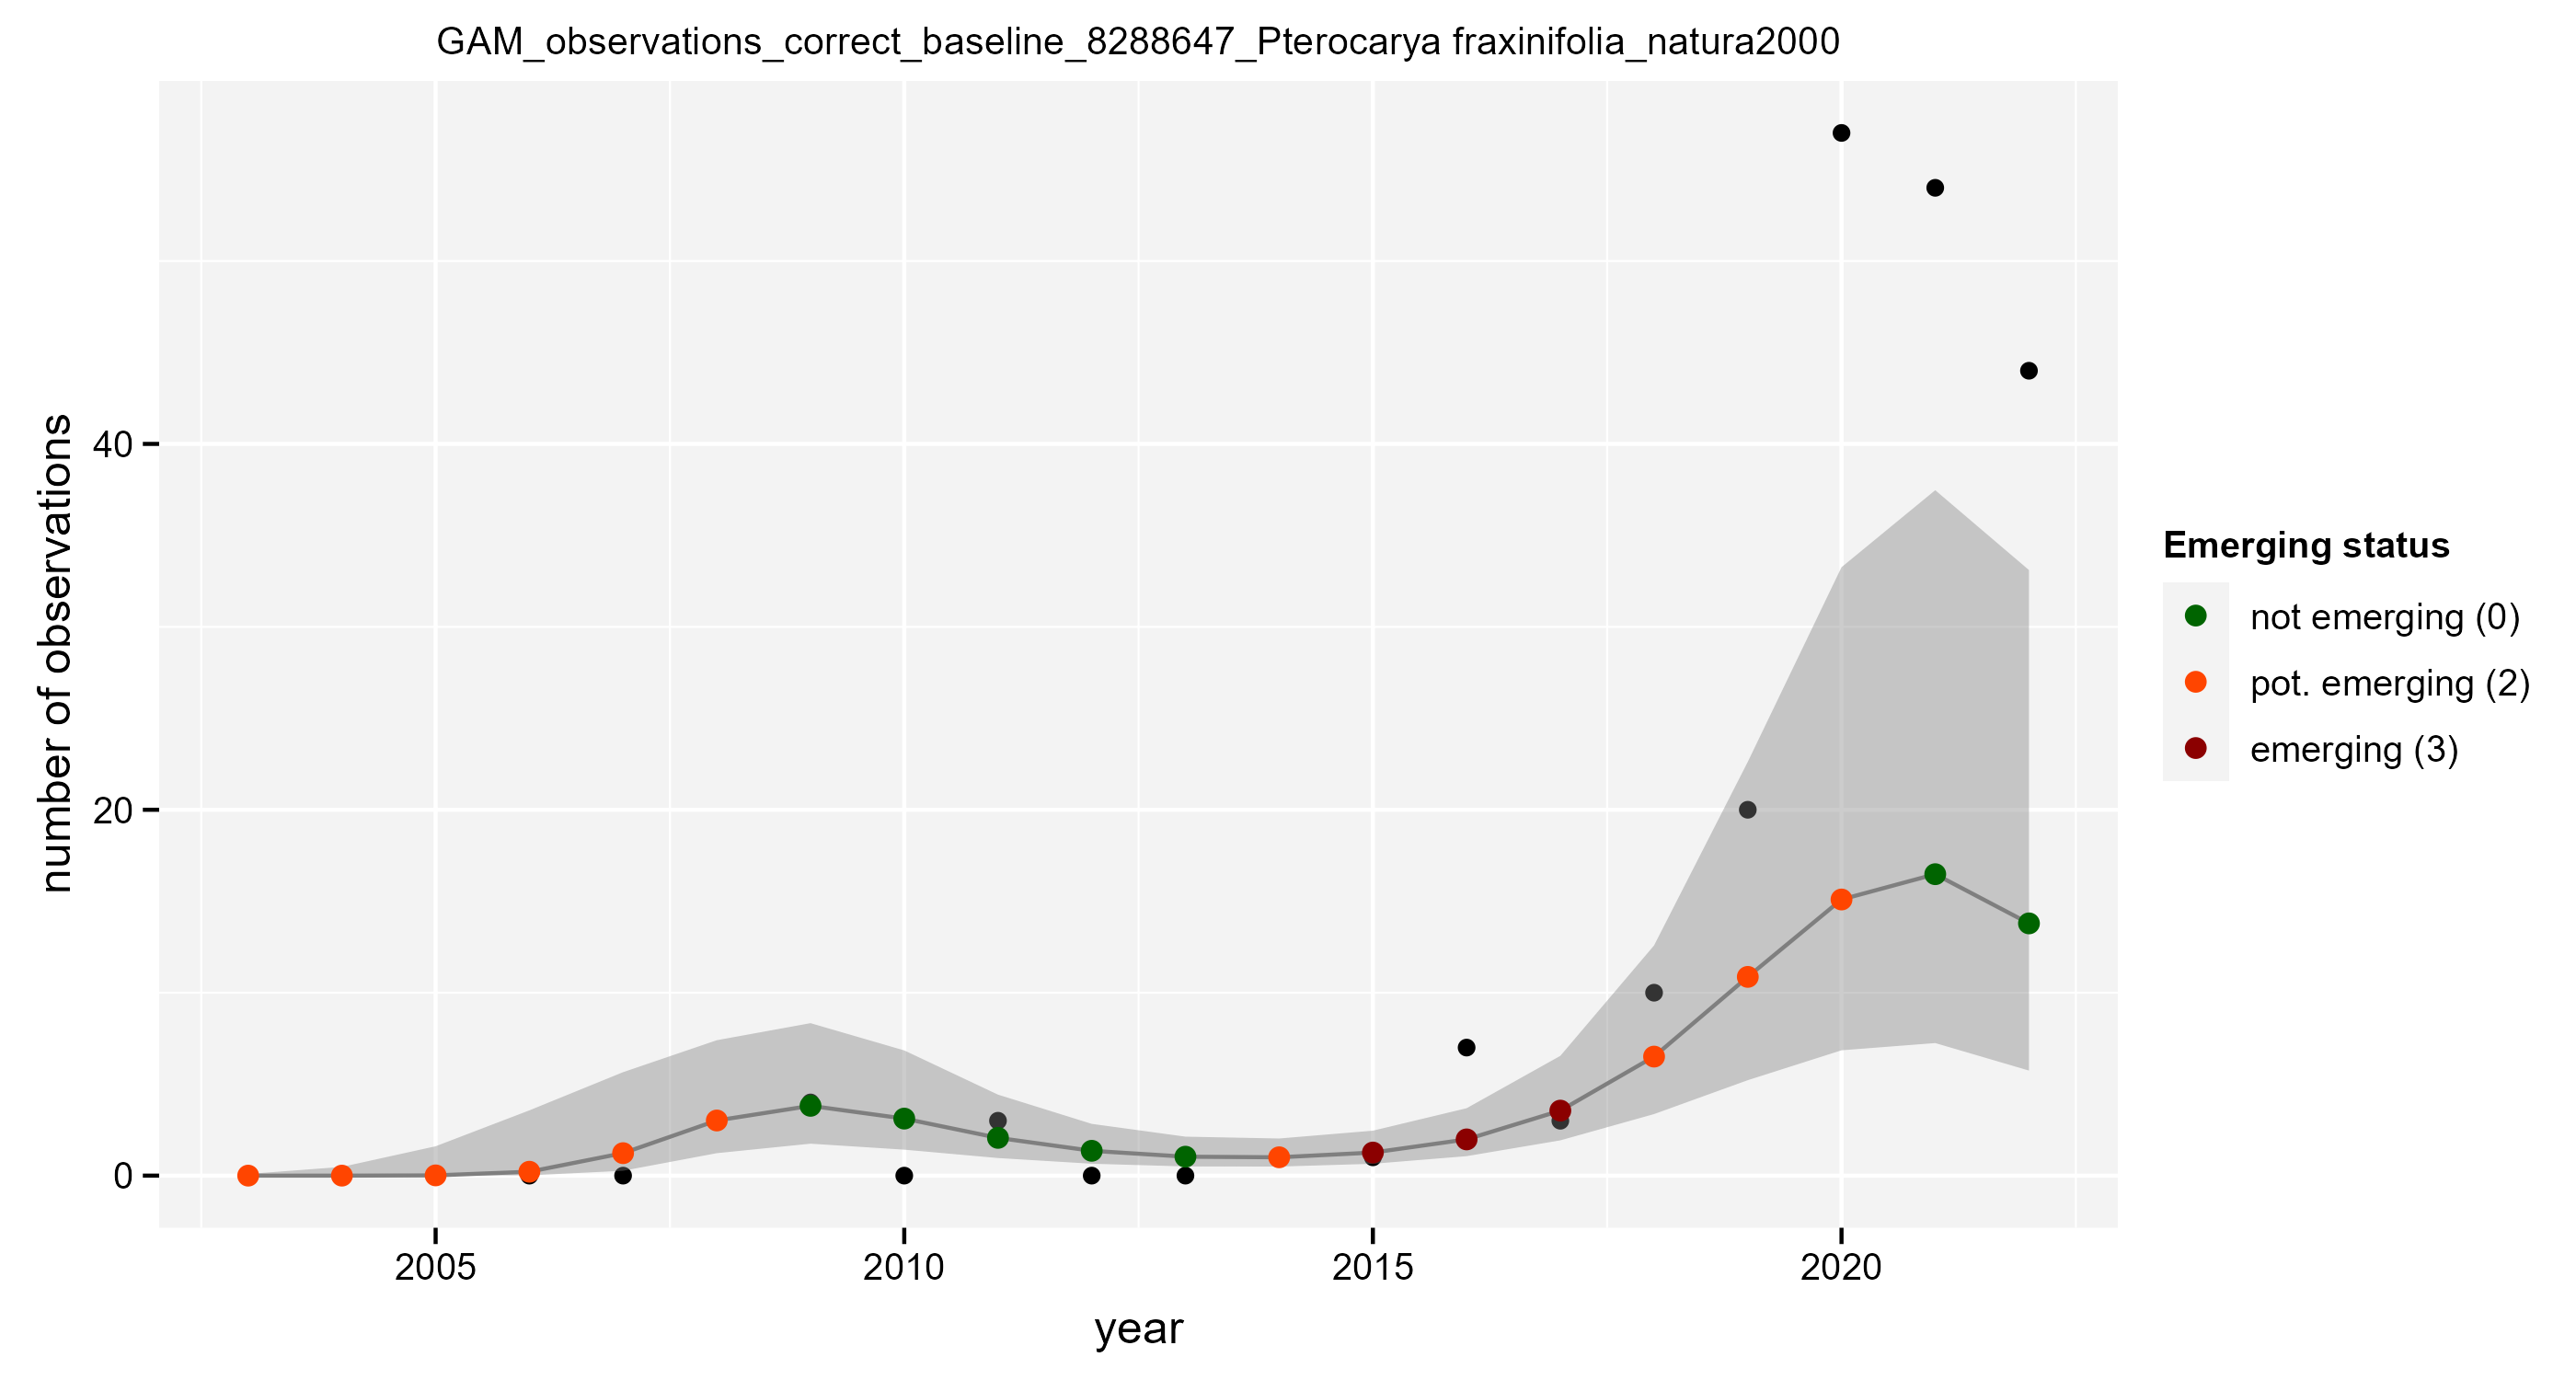 GAM_observations_correct_baseline_8288647_Pterocarya fraxinifolia_natura2000
number of observations
40
20
0
2005 2010 2015 2020
year
Emerging status
not emerging (0)
pot. emerging (2)
emerging (3)